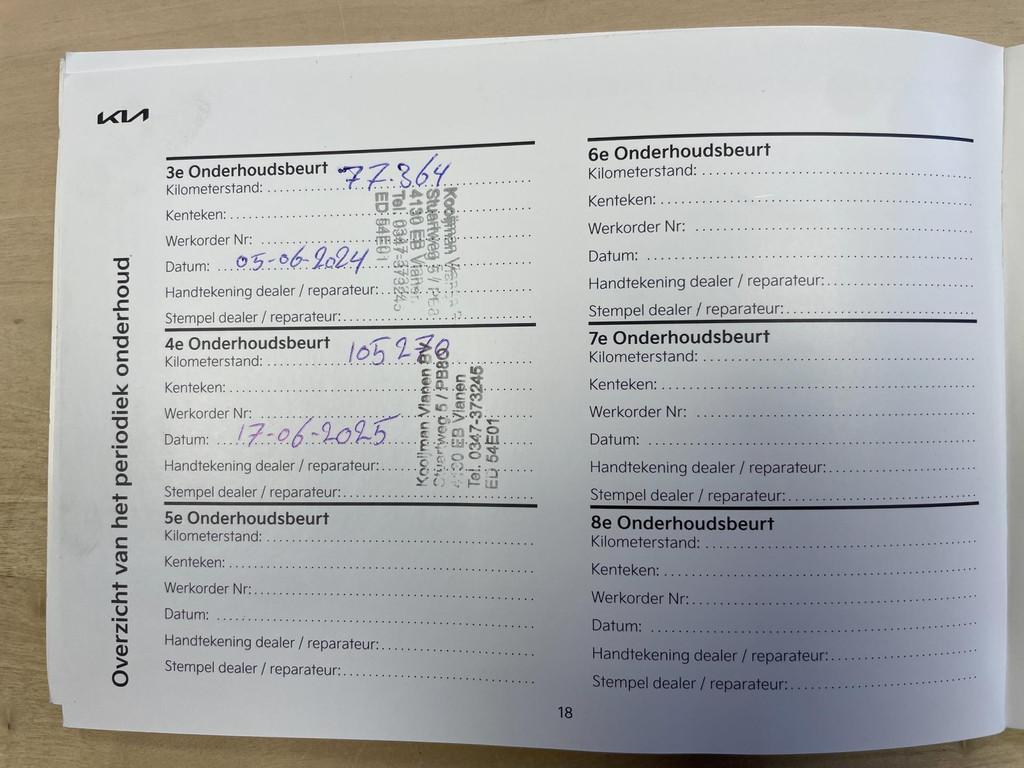 KIA
Overzicht van het periodiek onderhoud
3e Onderhoudsbeurt
Kilometerstand: 77.364
Kenteken:
Werkorder Nr:
Datum: 05-06-2024
Handtekening dealer / reparateur:
Stempel dealer / reparateur:
Kooijman Vianen
Stuartweg 5 / PB8
4130 EB Vianen
Tel. 0347-373245
ED 54E01
4e Onderhoudsbeurt
Kilometerstand: 105270
Kenteken:
Werkorder Nr:
Datum: 17-06-2025
Handtekening dealer / reparateur:
Stempel dealer / reparateur:
Kooijman Vianen BV
Stuartweg 5 / PB80
4130 EB Vianen
Tel. 0347-373245
ED 54E01
5e Onderhoudsbeurt
Kilometerstand:
Kenteken:
Werkorder Nr:
Datum:
Handtekening dealer / reparateur:
Stempel dealer / reparateur:
6e Onderhoudsbeurt
Kilometerstand:
Kenteken:
Werkorder Nr:
Datum:
Handtekening dealer / reparateur:
Stempel dealer / reparateur:
7e Onderhoudsbeurt
Kilometerstand:
Kenteken:
Werkorder Nr:
Datum:
Handtekening dealer / reparateur:
Stempel dealer / reparateur:
8e Onderhoudsbeurt
Kilometerstand:
Kenteken:
Werkorder Nr:
Datum:
Handtekening dealer / reparateur:
Stempel dealer / reparateur:
18